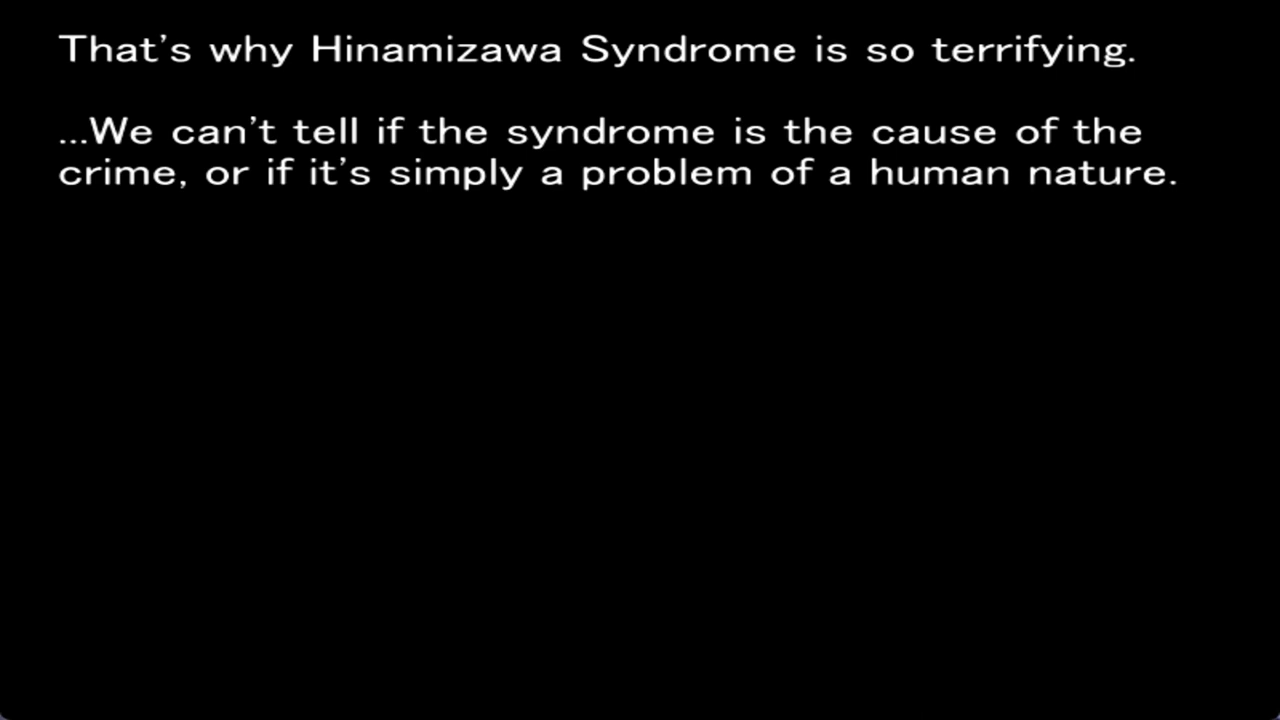 That's why Hinamizawa Syndrome is so terrifying.
...We can't tell if the syndrome is the cause of the
crime, or if it's simply a problem of a human nature.